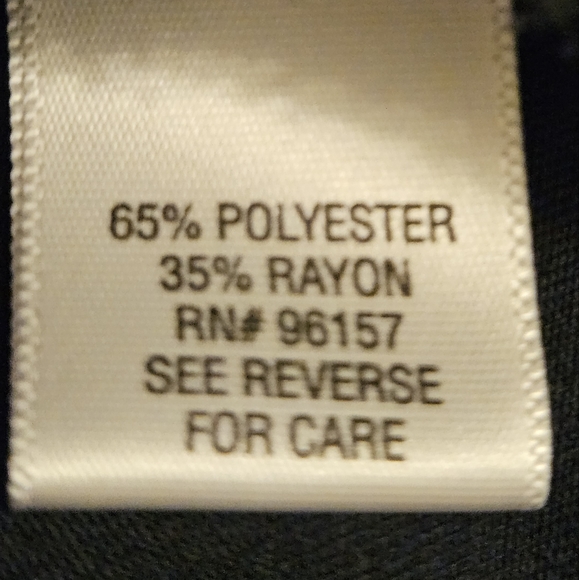 65% POLYESTER
35% RAYON
RN# 96157
SEE REVERSE
FOR CARE